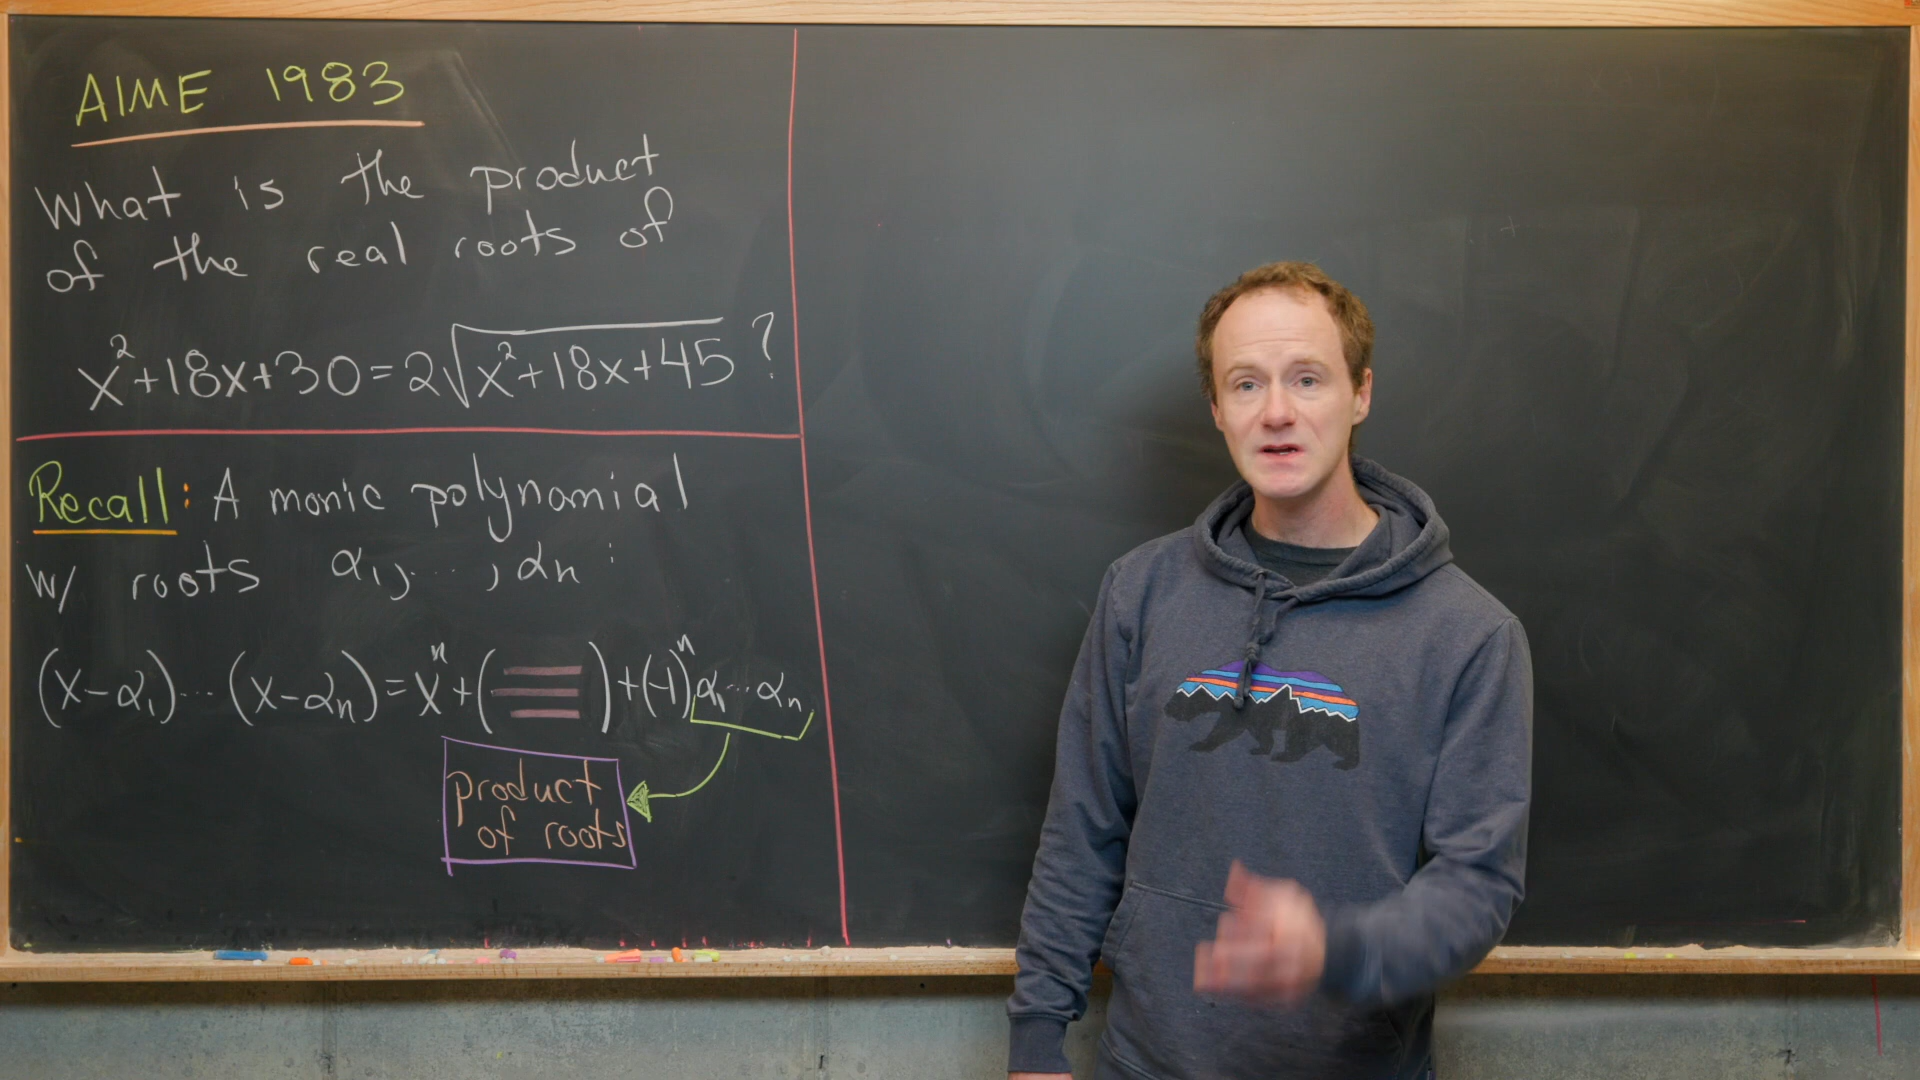 AIME 1983
What is the product
of the real roots of
x²+18x+30=2√(x²+18x+45) ?
Recall: A monic polynomial
w/ roots α₁,...,αₙ:
(x-α₁)...(x-αₙ)=xⁿ+( )+(-1)ⁿα₁...αₙ
product
of roots